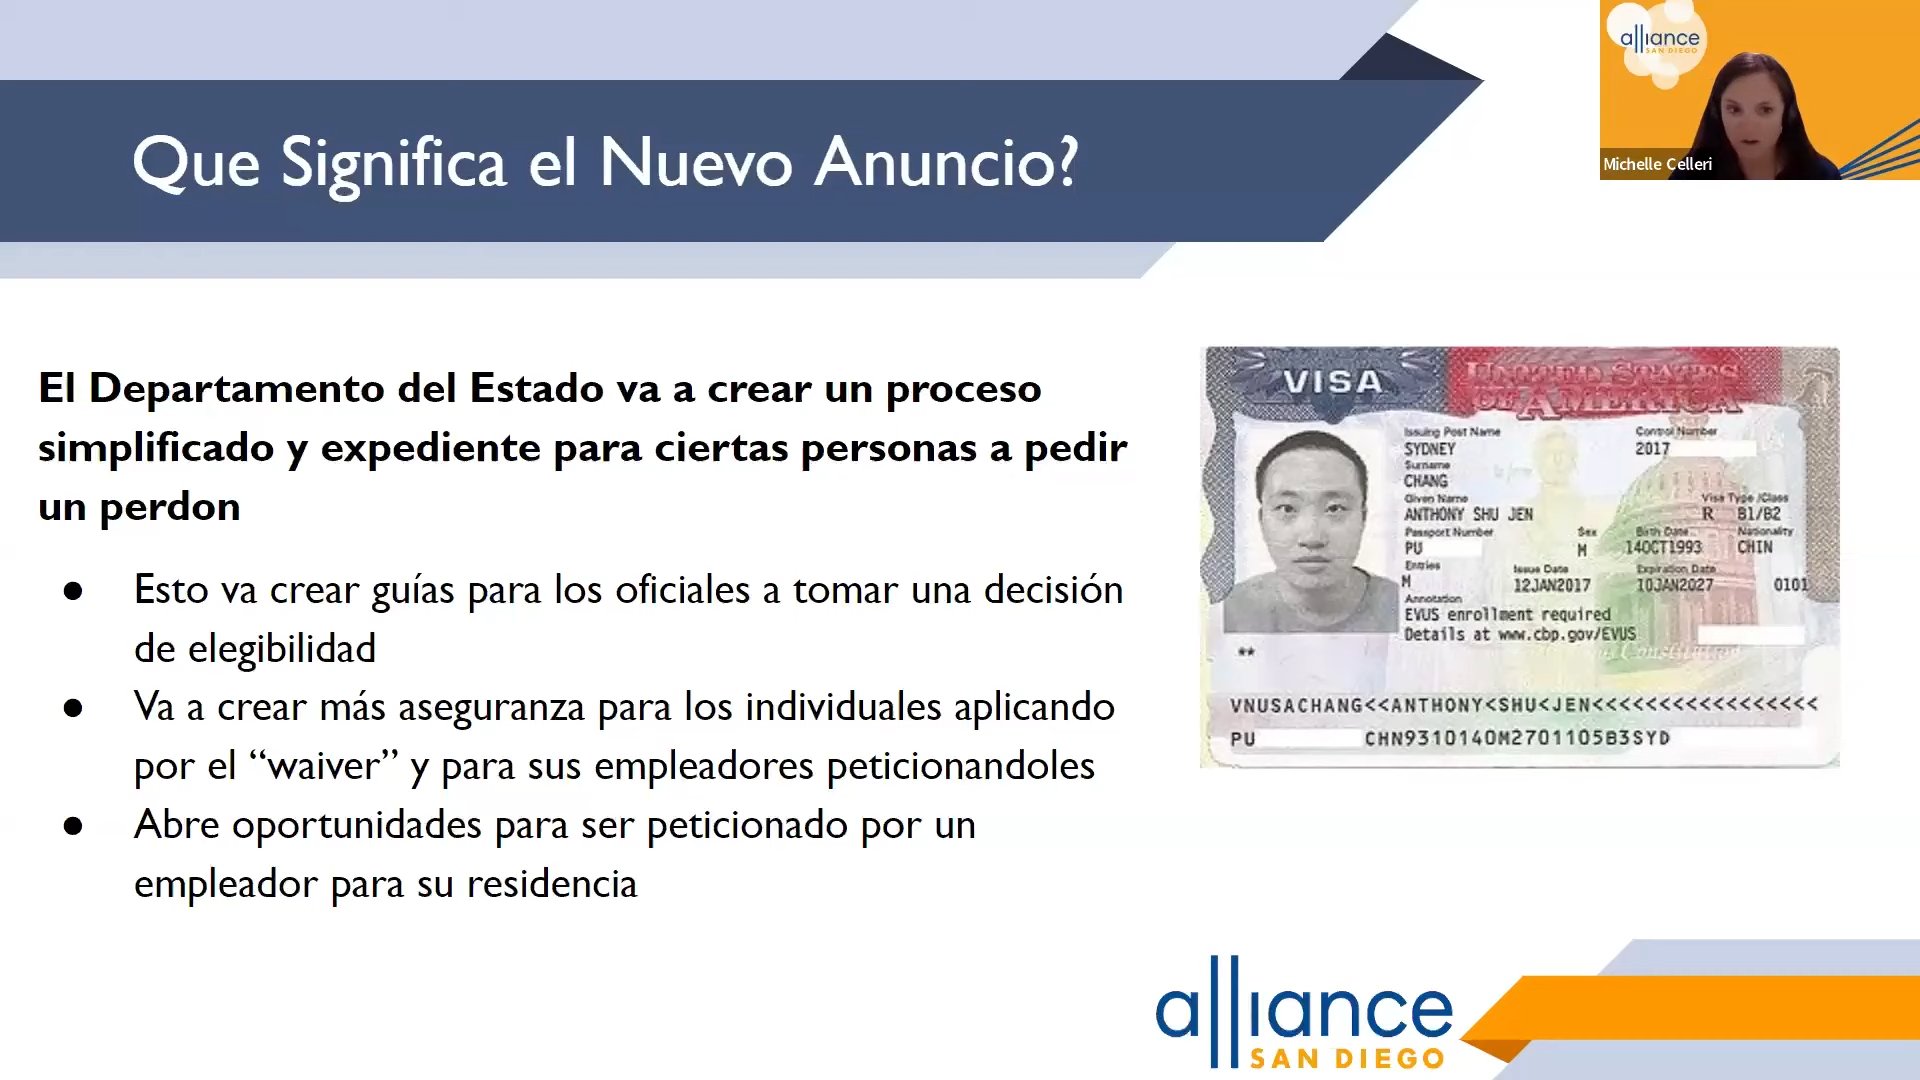 Que Significa el Nuevo Anuncio?
alliance
SAN DIEGO
Michelle Celleri
El Departamento del Estado va a crear un proceso
simplificado y expediente para ciertas personas a pedir
un perdon
● Esto va crear guías para los oficiales a tomar una decisión
de elegibilidad
● Va a crear más aseguranza para los individuales aplicando
por el “waiver” y para sus empleadores peticionandoles
● Abre oportunidades para ser peticionado por un
empleador para su residencia
VISA
UNITED STATES
OF AMERICA
Issuing Post Name
Control Number
SYDNEY
2017
Surname
CHANG
Given Name
Visa Type /Class
ANTHONY SHU JEN
R B1/B2
Passport Number
Sex
Birth Date
Nationality
PU
M
14OCT1993
CHIN
Entries
Issue Date
Expiration Date
M
12JAN2017
10JAN2027
0101
Annotation
EVUS enrollment required
Details at www.cbp.gov/EVUS
**
VNUSACHANG<<ANTHONY<SHU<JEN<<<<<<<<<<<<<<<<<
PU CHN9310140M2701105B3SYD
alliance
SAN DIEGO